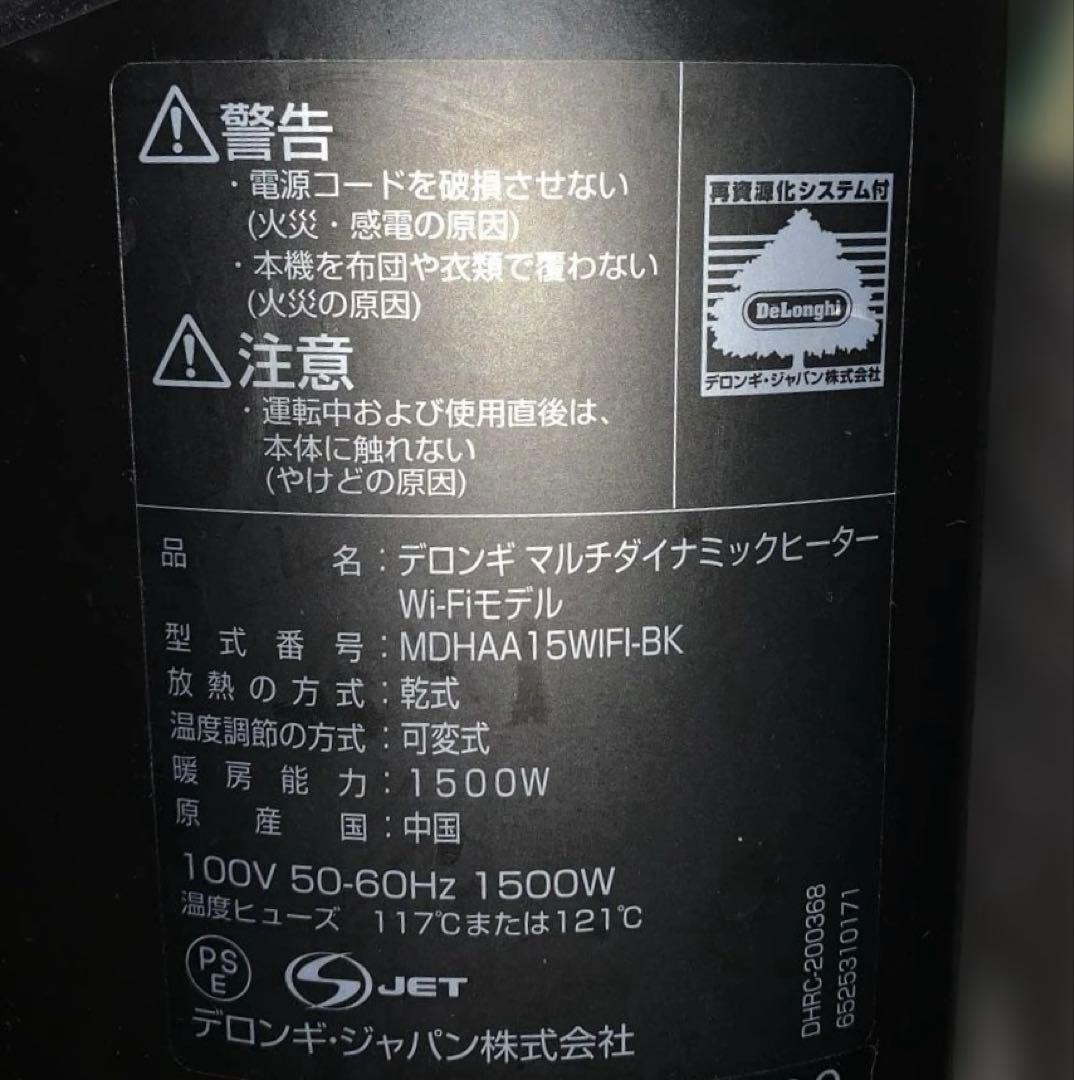 警告
・電源コードを破損させない
(火災・感電の原因)
・本機を布団や衣類で覆わない
(火災の原因)
注意
・運転中および使用直後は、
本体に触れない
(やけどの原因)
再資源化システム付
DeLonghi
デロンギ・ジャパン株式会社
品名:デロンギ マルチダイナミックヒーター
Wi-Fiモデル
型式番号:MDHAA15WIFI-BK
放熱の方式:乾式
温度調節の方式:可変式
暖房能力:1500W
原産国:中国
100V 50-60Hz 1500W
温度ヒューズ 117℃または121℃
PS
E
S JET
デロンギ・ジャパン株式会社
DHRC-200368
6525310171